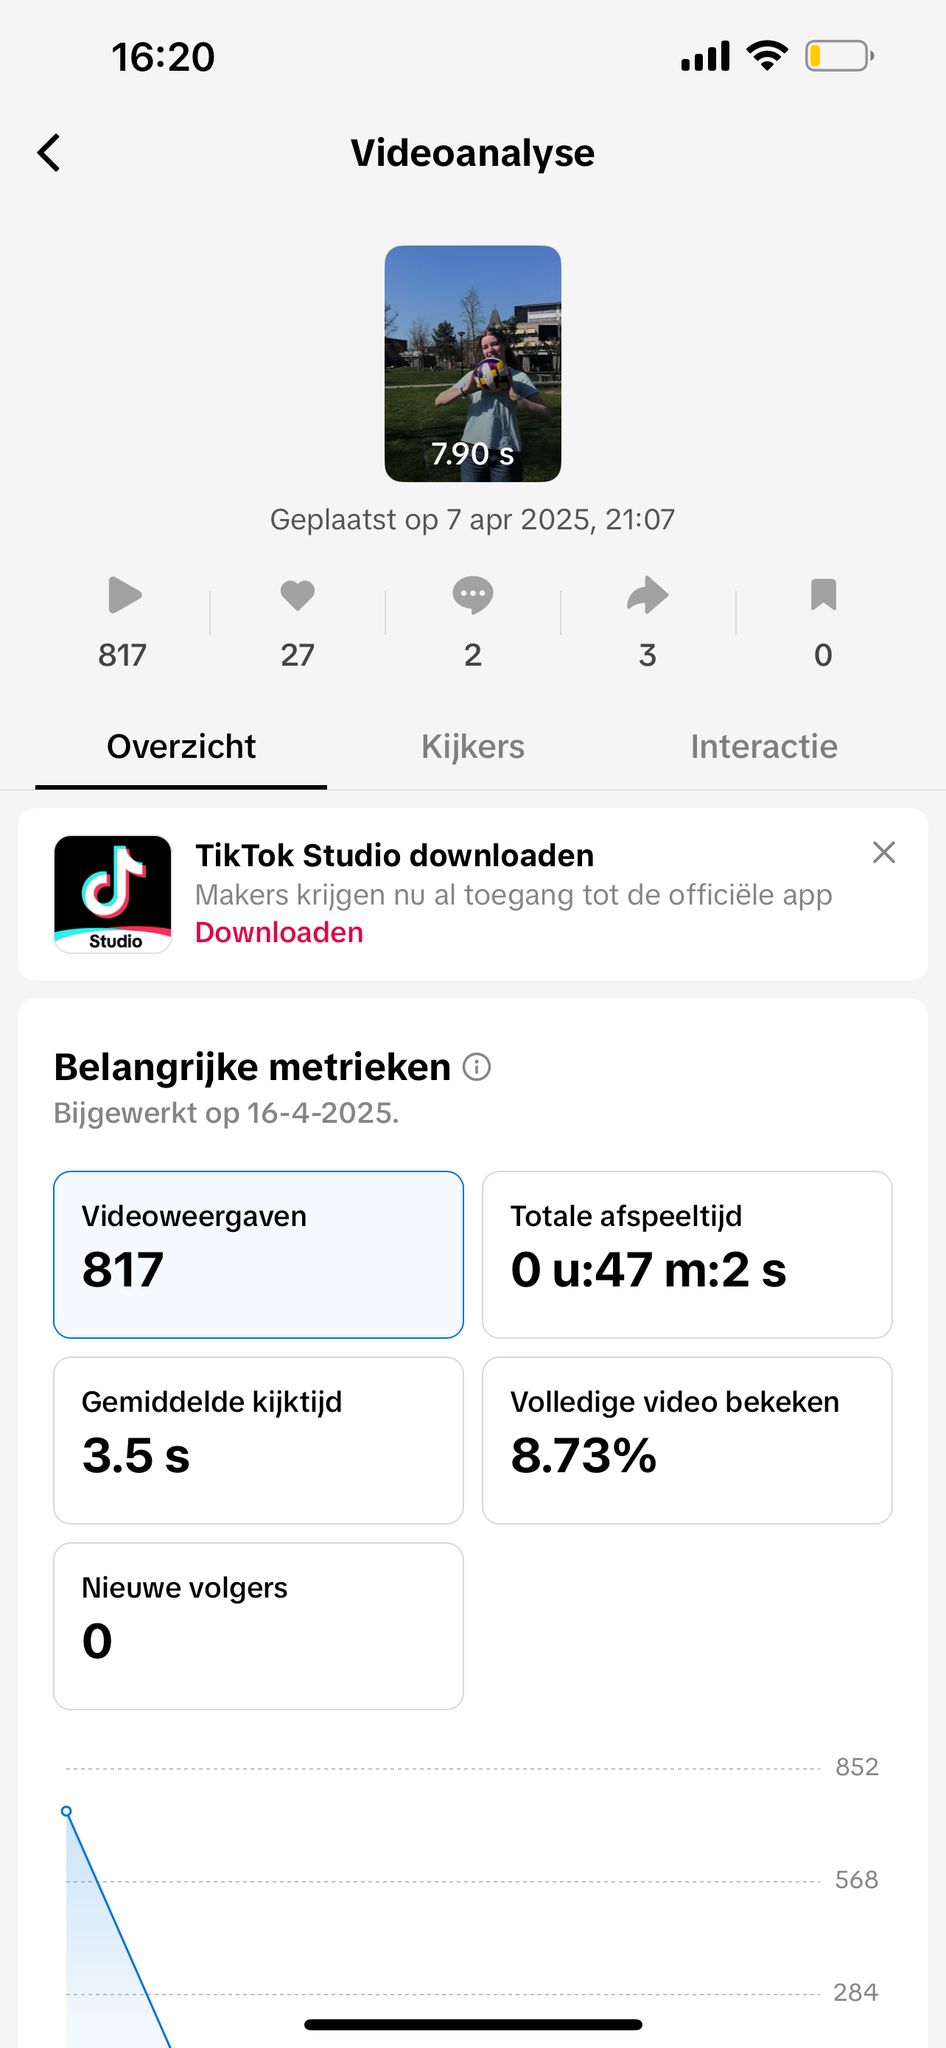 16:20
Videoanalyse
7.90 s
Geplaatst op 7 apr 2025, 21:07
817
27
2
3
0
Overzicht
Kijkers
Interactie
TikTok Studio downloaden
Makers krijgen nu al toegang tot de officiële app
Downloaden
Studio
Belangrijke metrieken
Bijgewerkt op 16-4-2025.
Videoweergaven
817
Totale afspeeltijd
0 u:47 m:2 s
Gemiddelde kijktijd
3.5 s
Volledige video bekeken
8.73%
Nieuwe volgers
0
852
568
284